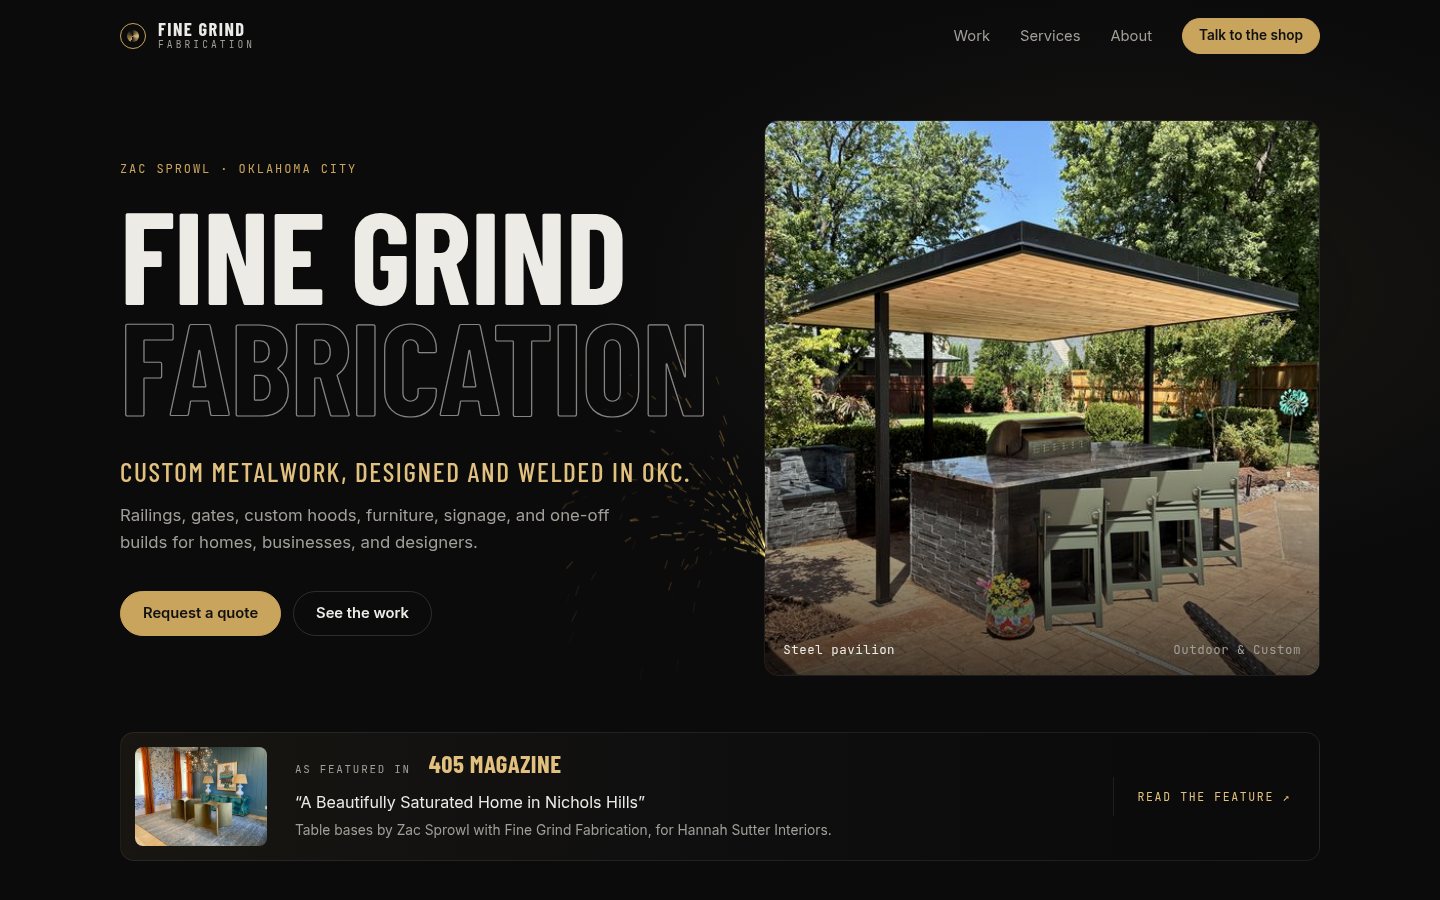 FINE GRIND
FABRICATION
Work
Services
About
Talk to the shop
ZAC SPROWL · OKLAHOMA CITY
FINE GRIND
FABRICATION
CUSTOM METALWORK, DESIGNED AND WELDED IN OKC.
Railings, gates, custom hoods, furniture, signage, and one-off
builds for homes, businesses, and designers.
Request a quote
See the work
Steel pavilion
Outdoor & Custom
AS FEATURED IN 405 MAGAZINE
“A Beautifully Saturated Home in Nichols Hills”
Table bases by Zac Sprowl with Fine Grind Fabrication, for Hannah Sutter Interiors.
READ THE FEATURE ↗